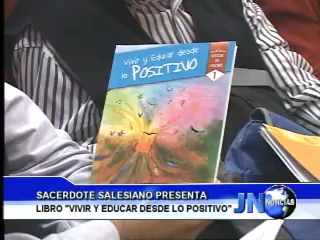 Vivir y Educar desde
lo POSITIVO
1
SACERDOTE SALESIANO PRESENTA
LIBRO "VIVIR Y EDUCAR DESDE LO POSITIVO"
JN
NOTICIAS